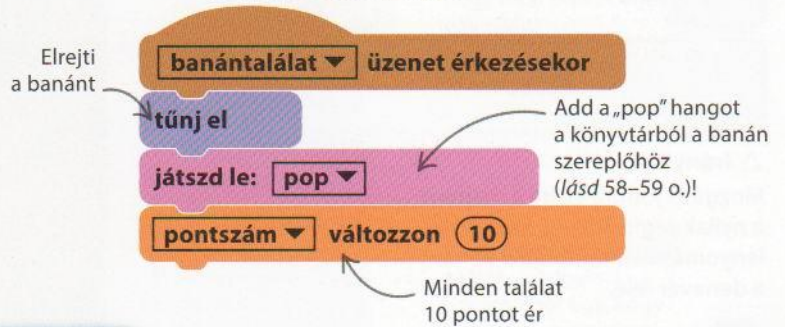 Elrejti
a banánt
banántalálat ▼ üzenet érkezésekor
tűnj el
játszd le: pop ▼
Add a „pop” hangot
a könyvtárból a banán
szereplőhöz
(lásd 58–59 o.)!
pontszám ▼ változzon 10
Minden találat
10 pontot ér